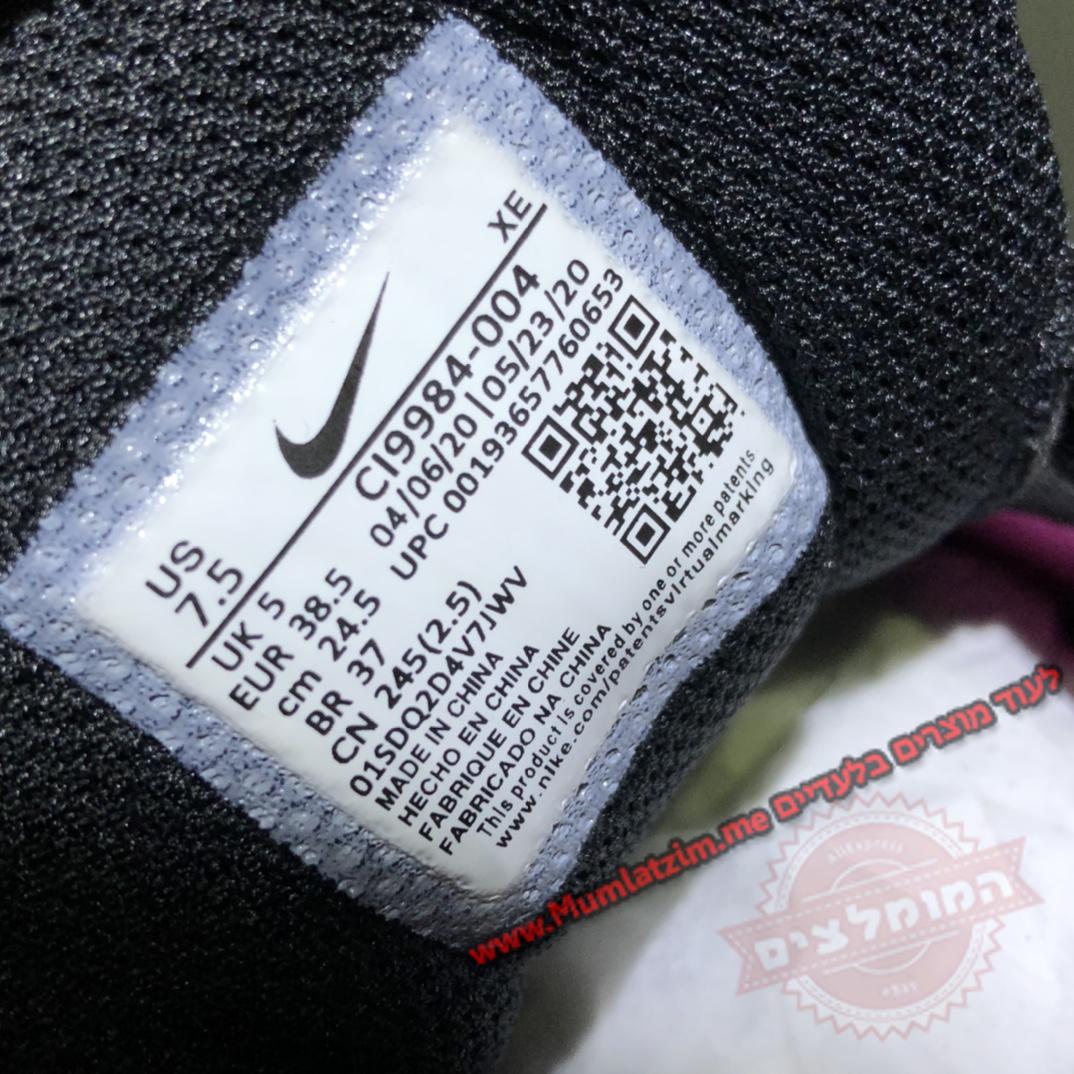 XE
US
7.5
UK 5
EUR 38.5
cm 24.5
BR 37
CN 245(2.5)
CI9984-004
04/06/20|05/23/20
UPC 00193657760653
01SDQ2D4V7JWV
MADE IN CHINA
HECHO EN CHINA
FABRIQUE EN CHINE
FABRICADO NA CHINA
This product is covered by one or more patents
www.nike.com/patentsvirtualmarking
לעוד מוצרים בלעדיים www.Mumlatzim.me
AliExpress
המומלצים
eBay